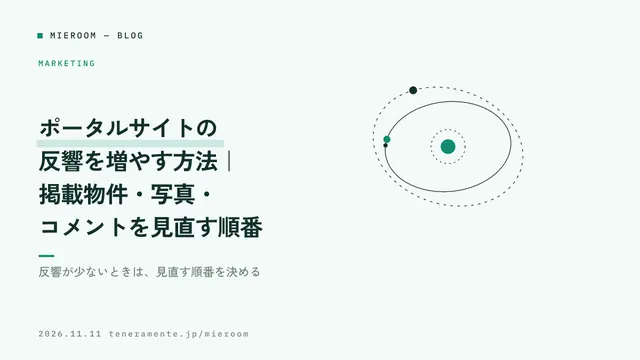 MIEROOM — BLOG
MARKETING
ポータルサイトの
反響を増やす方法｜
掲載物件・写真・
コメントを見直す順番
反響が少ないときは、見直す順番を決める
2026.11.11 teneramente.jp/mieroom